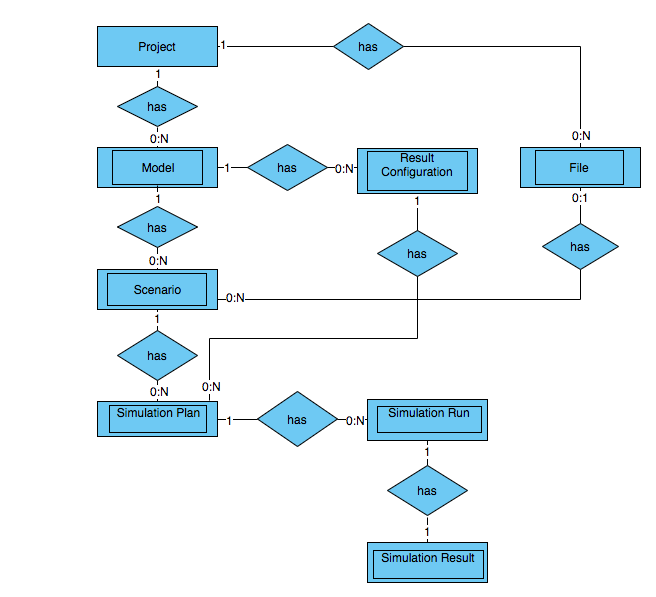 Project
1
has
1
has
0:N
0:N
Model
1
has
0:N
Result
Configuration
File
1
1
0:1
has
has
has
0:N
Scenario
0:N
1
has
0:N
0:N
Simulation Plan
1
has
0:N
Simulation Run
1
has
1
Simulation Result